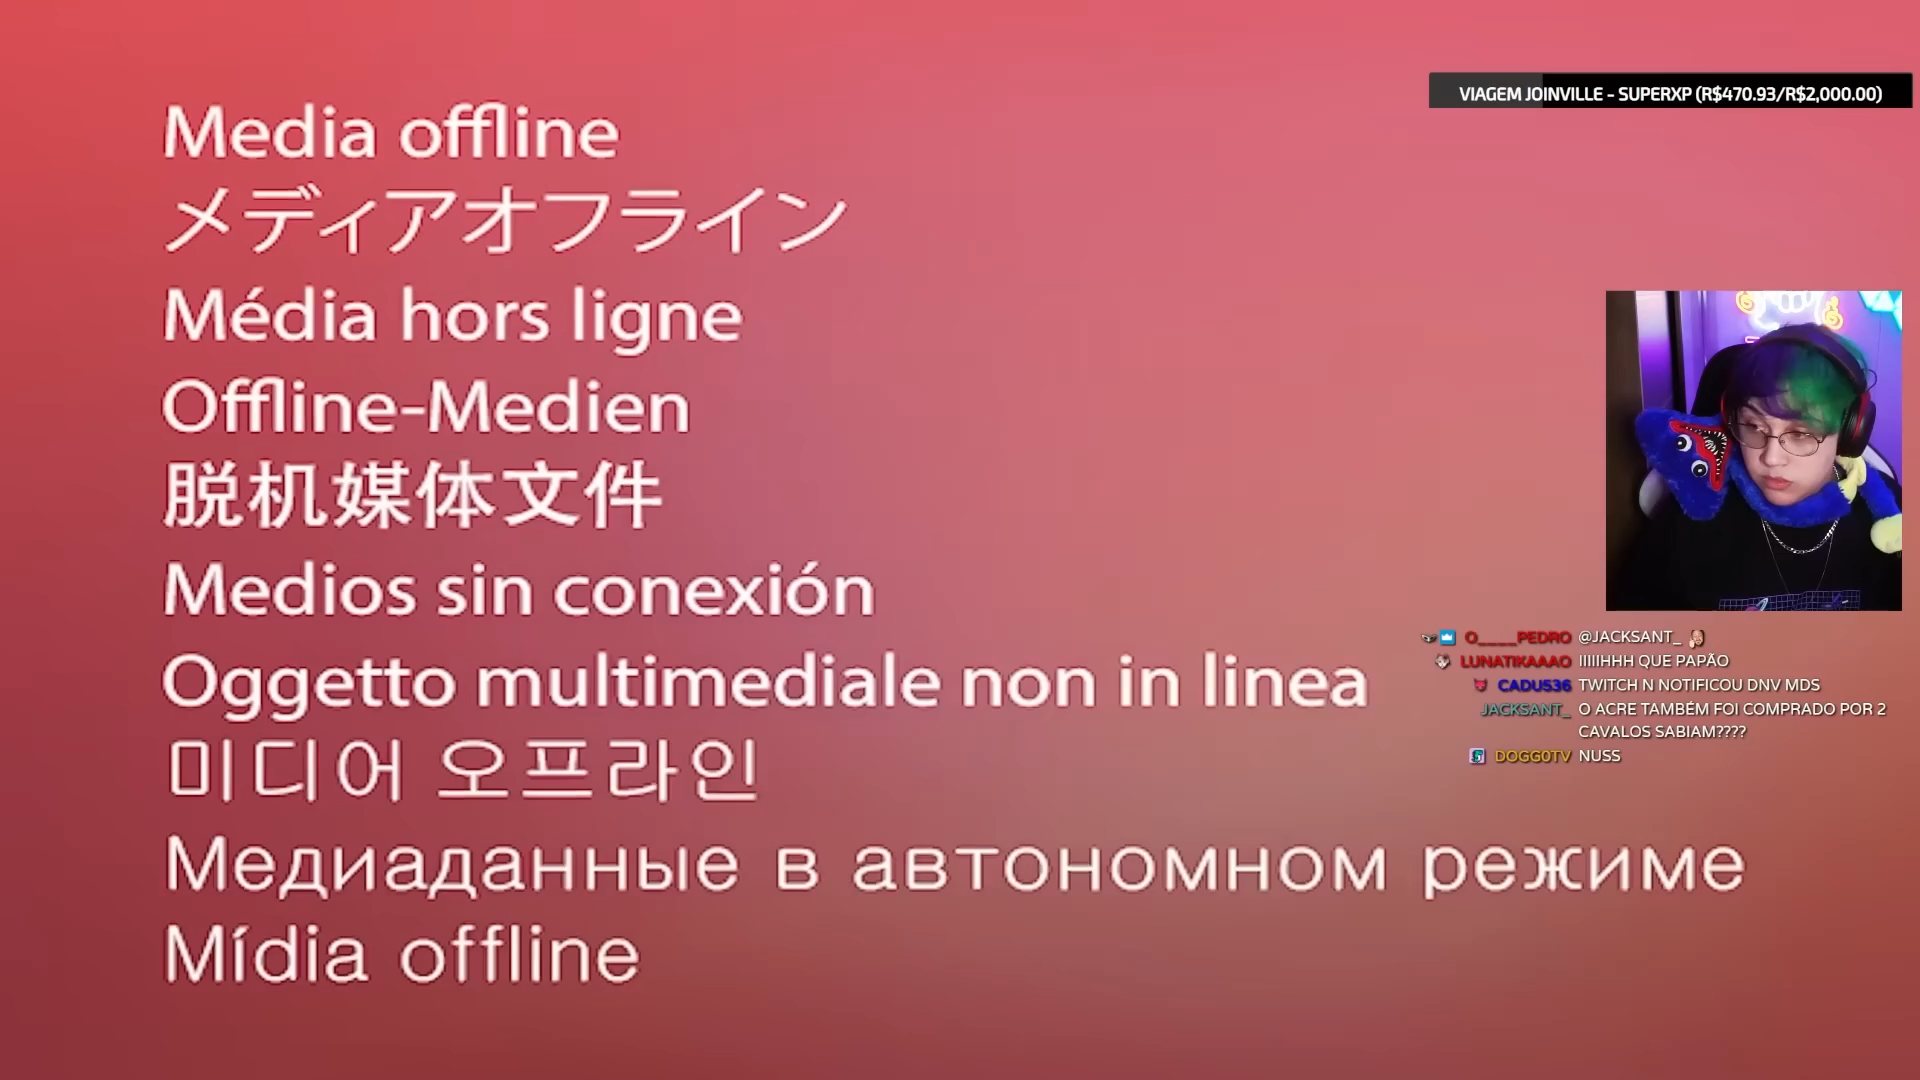 Media offline
メディアオフライン
Média hors ligne
Offline-Medien
脱机媒体文件
Medios sin conexión
Oggetto multimediale non in linea
미디어 오프라인
Медиаданные в автономном режиме
Mídia offline
VIAGEM JOINVILLE - SUPERXP (R$470.93/R$2,000.00)
O____PEDRO @JACKSANT_
LUNATIKAAAO IIIIIHHH QUE PAPÃO
CADU536 TWITCH N NOTIFICOU DNV MDS
JACKSANT_ O ACRE TAMBÉM FOI COMPRADO POR 2
CAVALOS SABIAM????
DOGG0TV NUSS